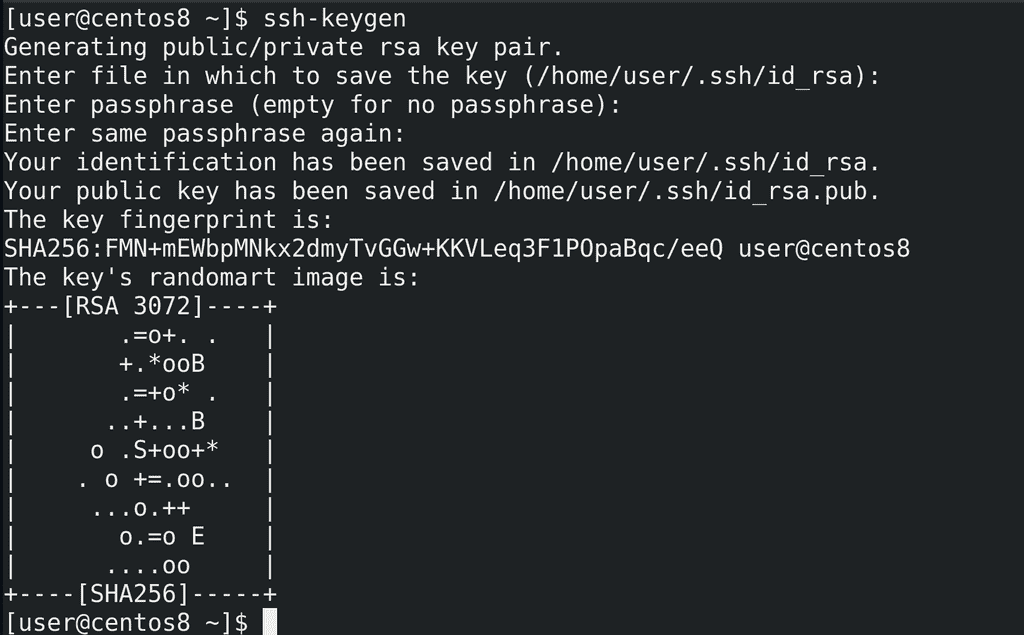 [user@centos8 ~]$ ssh-keygen
Generating public/private rsa key pair.
Enter file in which to save the key (/home/user/.ssh/id_rsa):
Enter passphrase (empty for no passphrase):
Enter same passphrase again:
Your identification has been saved in /home/user/.ssh/id_rsa.
Your public key has been saved in /home/user/.ssh/id_rsa.pub.
The key fingerprint is:
SHA256:FMN+mEWbpMNkx2dmyTvGGw+KKVLeq3F1POpaBqc/eeQ user@centos8
The key's randomart image is:
+---[RSA 3072]----+
|       .=o+. .   |
|       +.*ooB    |
|       .=+o* .   |
|      ..+...B    |
|     o .S+oo+*   |
|    . o +=.oo..  |
|     ...o.++     |
|       o.=o E    |
|      ....oo     |
+----[SHA256]-----+
[user@centos8 ~]$